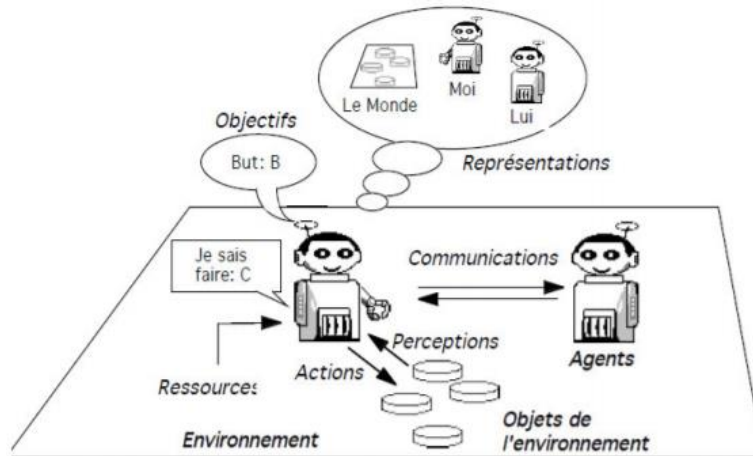 Le Monde
Moi
Lui
Objectifs
But: B
Représentations
Je sais
faire: C
Communications
Perceptions
Agents
Ressources
Actions
Objets de
l'environnement
Environnement